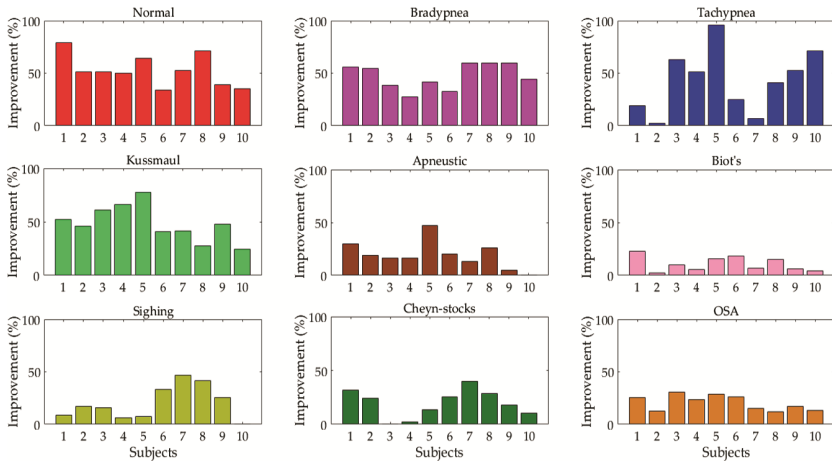 Normal
Bradypnea
Tachypnea
Improvement (%)
100
50
0
1 2 3 4 5 6 7 8 9 10
Improvement (%)
100
50
0
1 2 3 4 5 6 7 8 9 10
Improvement (%)
100
50
0
1 2 3 4 5 6 7 8 9 10
Kussmaul
Apneustic
Biot's
Improvement (%)
100
50
0
1 2 3 4 5 6 7 8 9 10
Improvement (%)
100
50
0
1 2 3 4 5 6 7 8 9 10
Improvement (%)
100
50
0
1 2 3 4 5 6 7 8 9 10
Sighing
Cheyn-stocks
OSA
Improvement (%)
100
50
0
1 2 3 4 5 6 7 8 9 10
Subjects
Improvement (%)
100
50
0
1 2 3 4 5 6 7 8 9 10
Subjects
Improvement (%)
100
50
0
1 2 3 4 5 6 7 8 9 10
Subjects